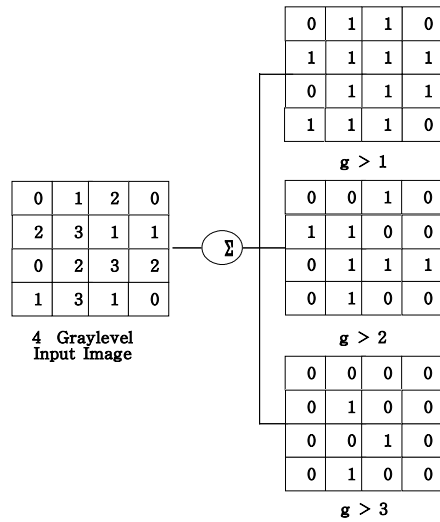 0 1 1 0
1 1 1 1
0 1 1 1
1 1 1 0
g > 1
0 1 2 0
2 3 1 1
0 2 3 2
1 3 1 0
4 Graylevel
Input Image
Σ
0 0 1 0
1 1 0 0
0 1 1 1
0 1 0 0
g > 2
0 0 0 0
0 1 0 0
0 0 1 0
0 1 0 0
g > 3